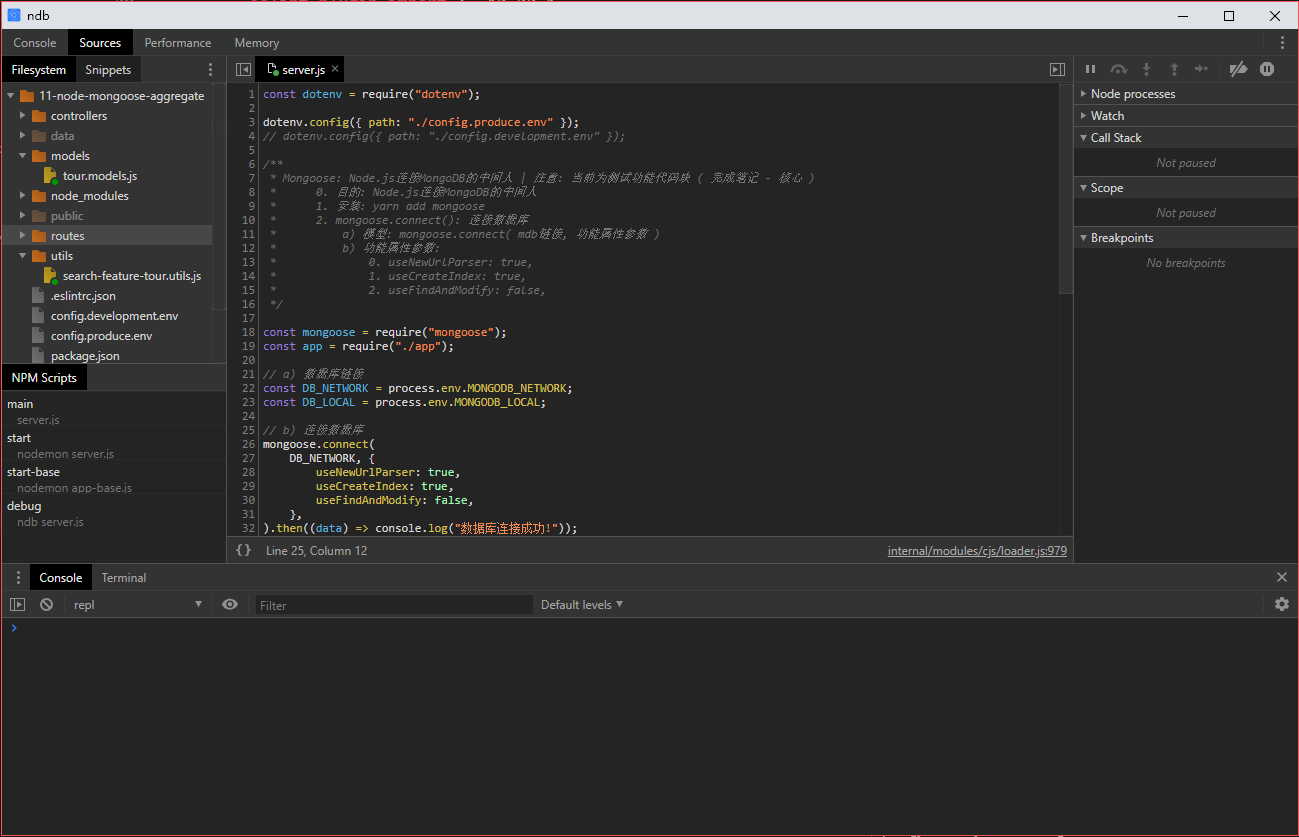 ndb
Console Sources Performance Memory
Filesystem Snippets
11-node-mongoose-aggregate
controllers
data
models
tour.models.js
node_modules
public
routes
utils
search-feature-tour.utils.js
.eslintrc.json
config.development.env
config.produce.env
package.json
NPM Scripts
main
server.js
start
nodemon server.js
start-base
nodemon app-base.js
debug
ndb server.js
server.js ×
1 const dotenv = require("dotenv");
2
3 dotenv.config({ path: "./config.produce.env" });
4 // dotenv.config({ path: "./config.development.env" });
5
6 /**
7 * Mongoose: Node.js连接MongoDB的中间人 | 注意: 当前为测试功能代码块 ( 完成笔记 - 核心 )
8 * 0. 目的: Node.js连接MongoDB的中间人
9 * 1. 安装: yarn add mongoose
10 * 2. mongoose.connect(): 连接数据库
11 * a) 模型: mongoose.connect( mdb链接, 功能属性参数 )
12 * b) 功能属性参数:
13 * 0. useNewUrlParser: true,
14 * 1. useCreateIndex: true,
15 * 2. useFindAndModify: false,
16 */
17
18 const mongoose = require("mongoose");
19 const app = require("./app");
20
21 // a) 数据库链接
22 const DB_NETWORK = process.env.MONGODB_NETWORK;
23 const DB_LOCAL = process.env.MONGODB_LOCAL;
24
25 // b) 连接数据库
26 mongoose.connect(
27 DB_NETWORK, {
28 useNewUrlParser: true,
29 useCreateIndex: true,
30 useFindAndModify: false,
31 },
32 ).then((data) => console.log("数据库连接成功!"));
{} Line 25, Column 12 internal/modules/cjs/loader.js:979
Node processes
Watch
Call Stack
Not paused
Scope
Not paused
Breakpoints
No breakpoints
Console Terminal
repl Filter Default levels